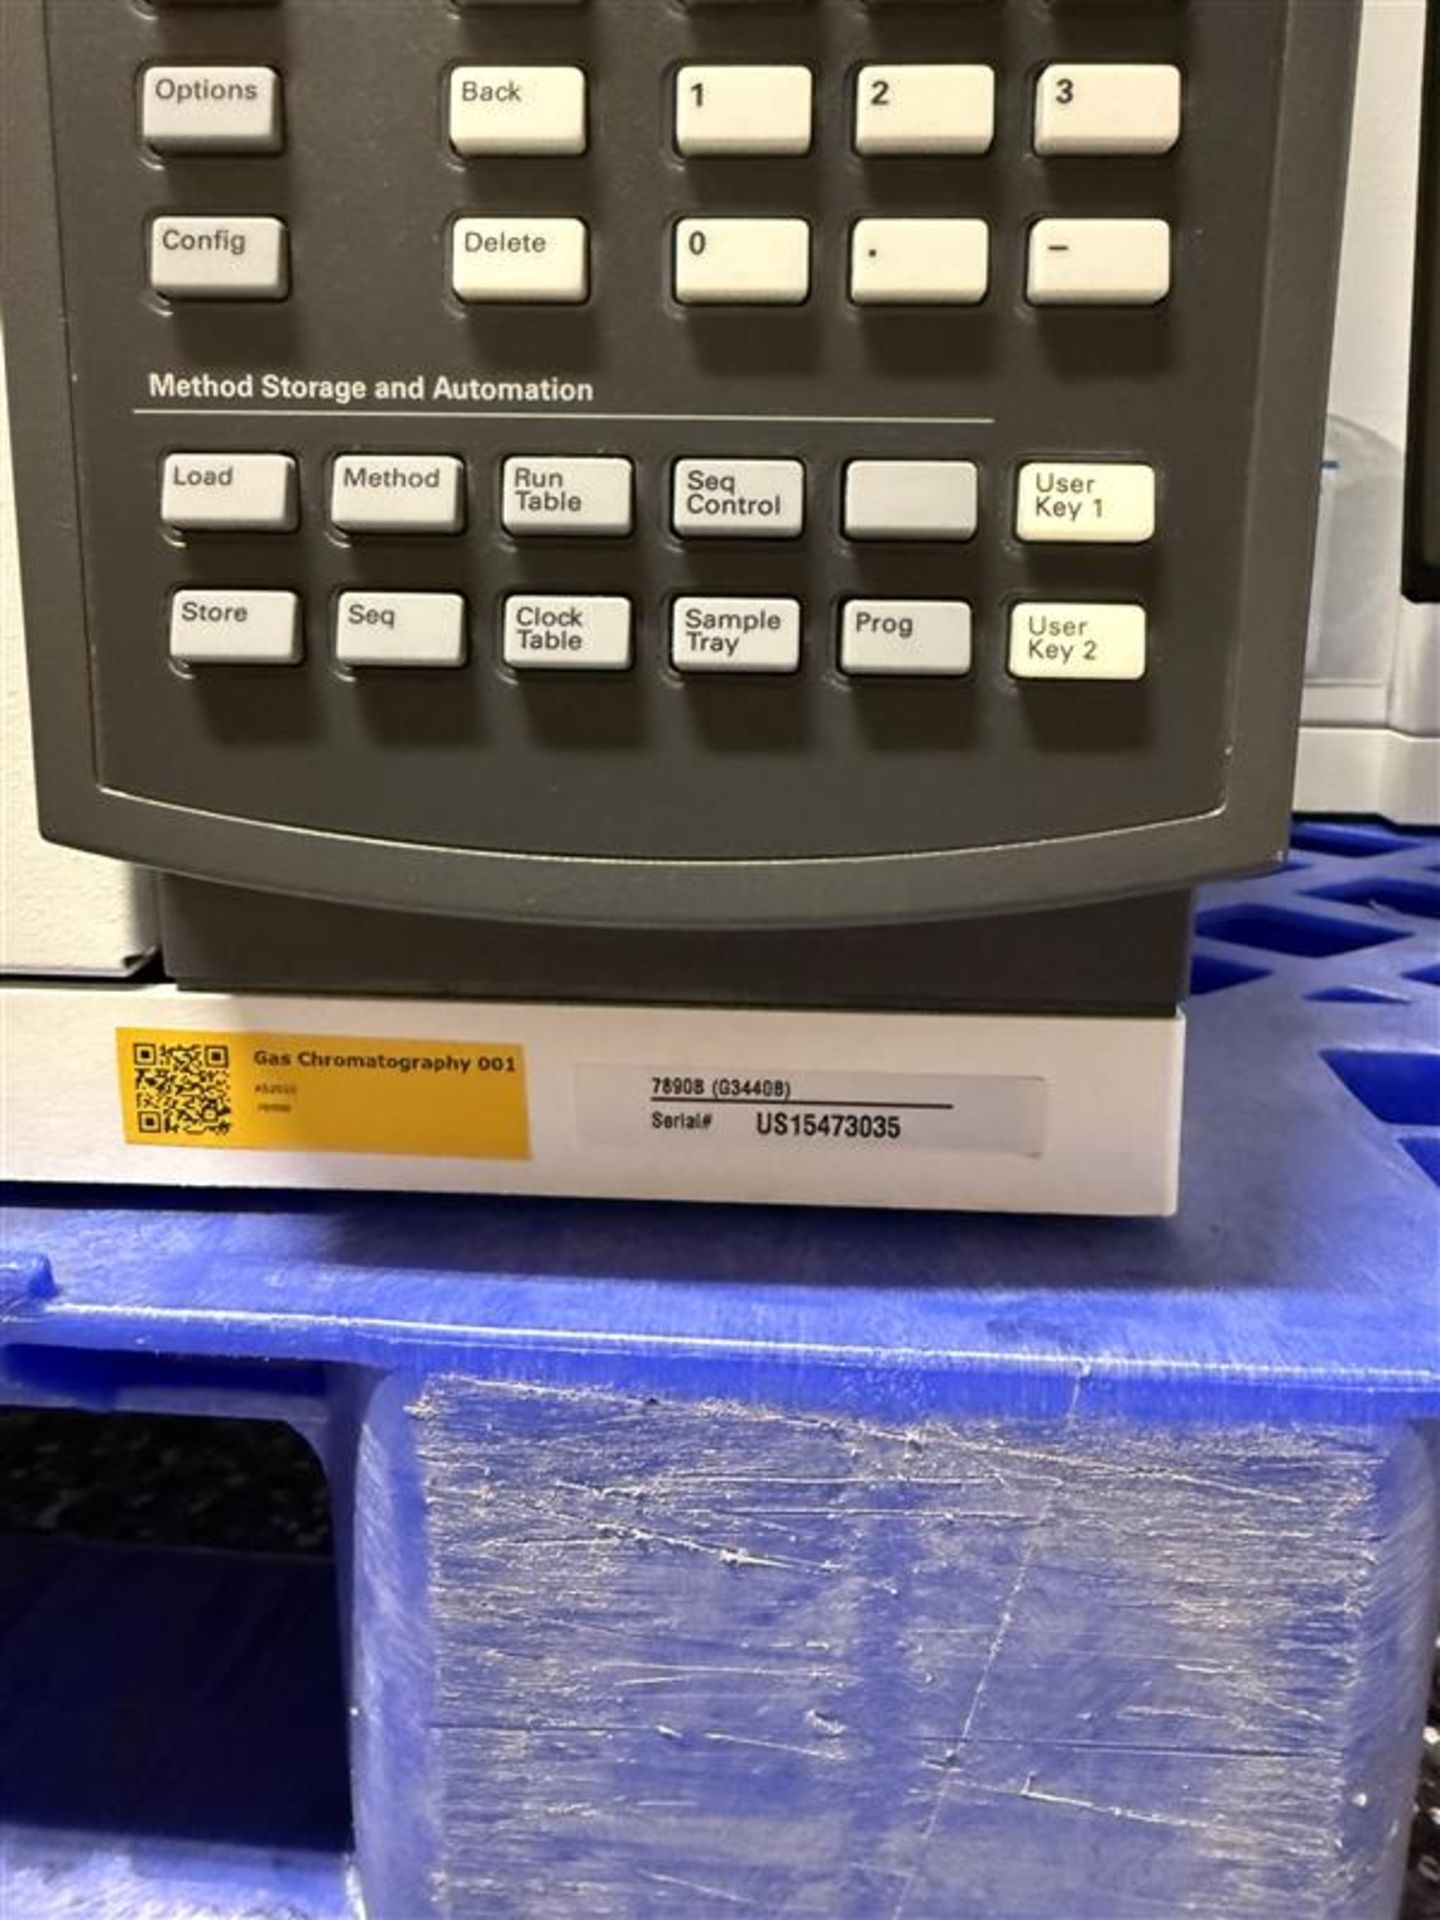 Options Back 1 2 3
Config Delete 0 . –
Method Storage and Automation
Load Method Run Seq User
Table Control Key 1
Store Seq Clock Sample Prog User
Table Tray Key 2
Gas Chromatography 001
7890B (G3440B)
Serial# US15473035